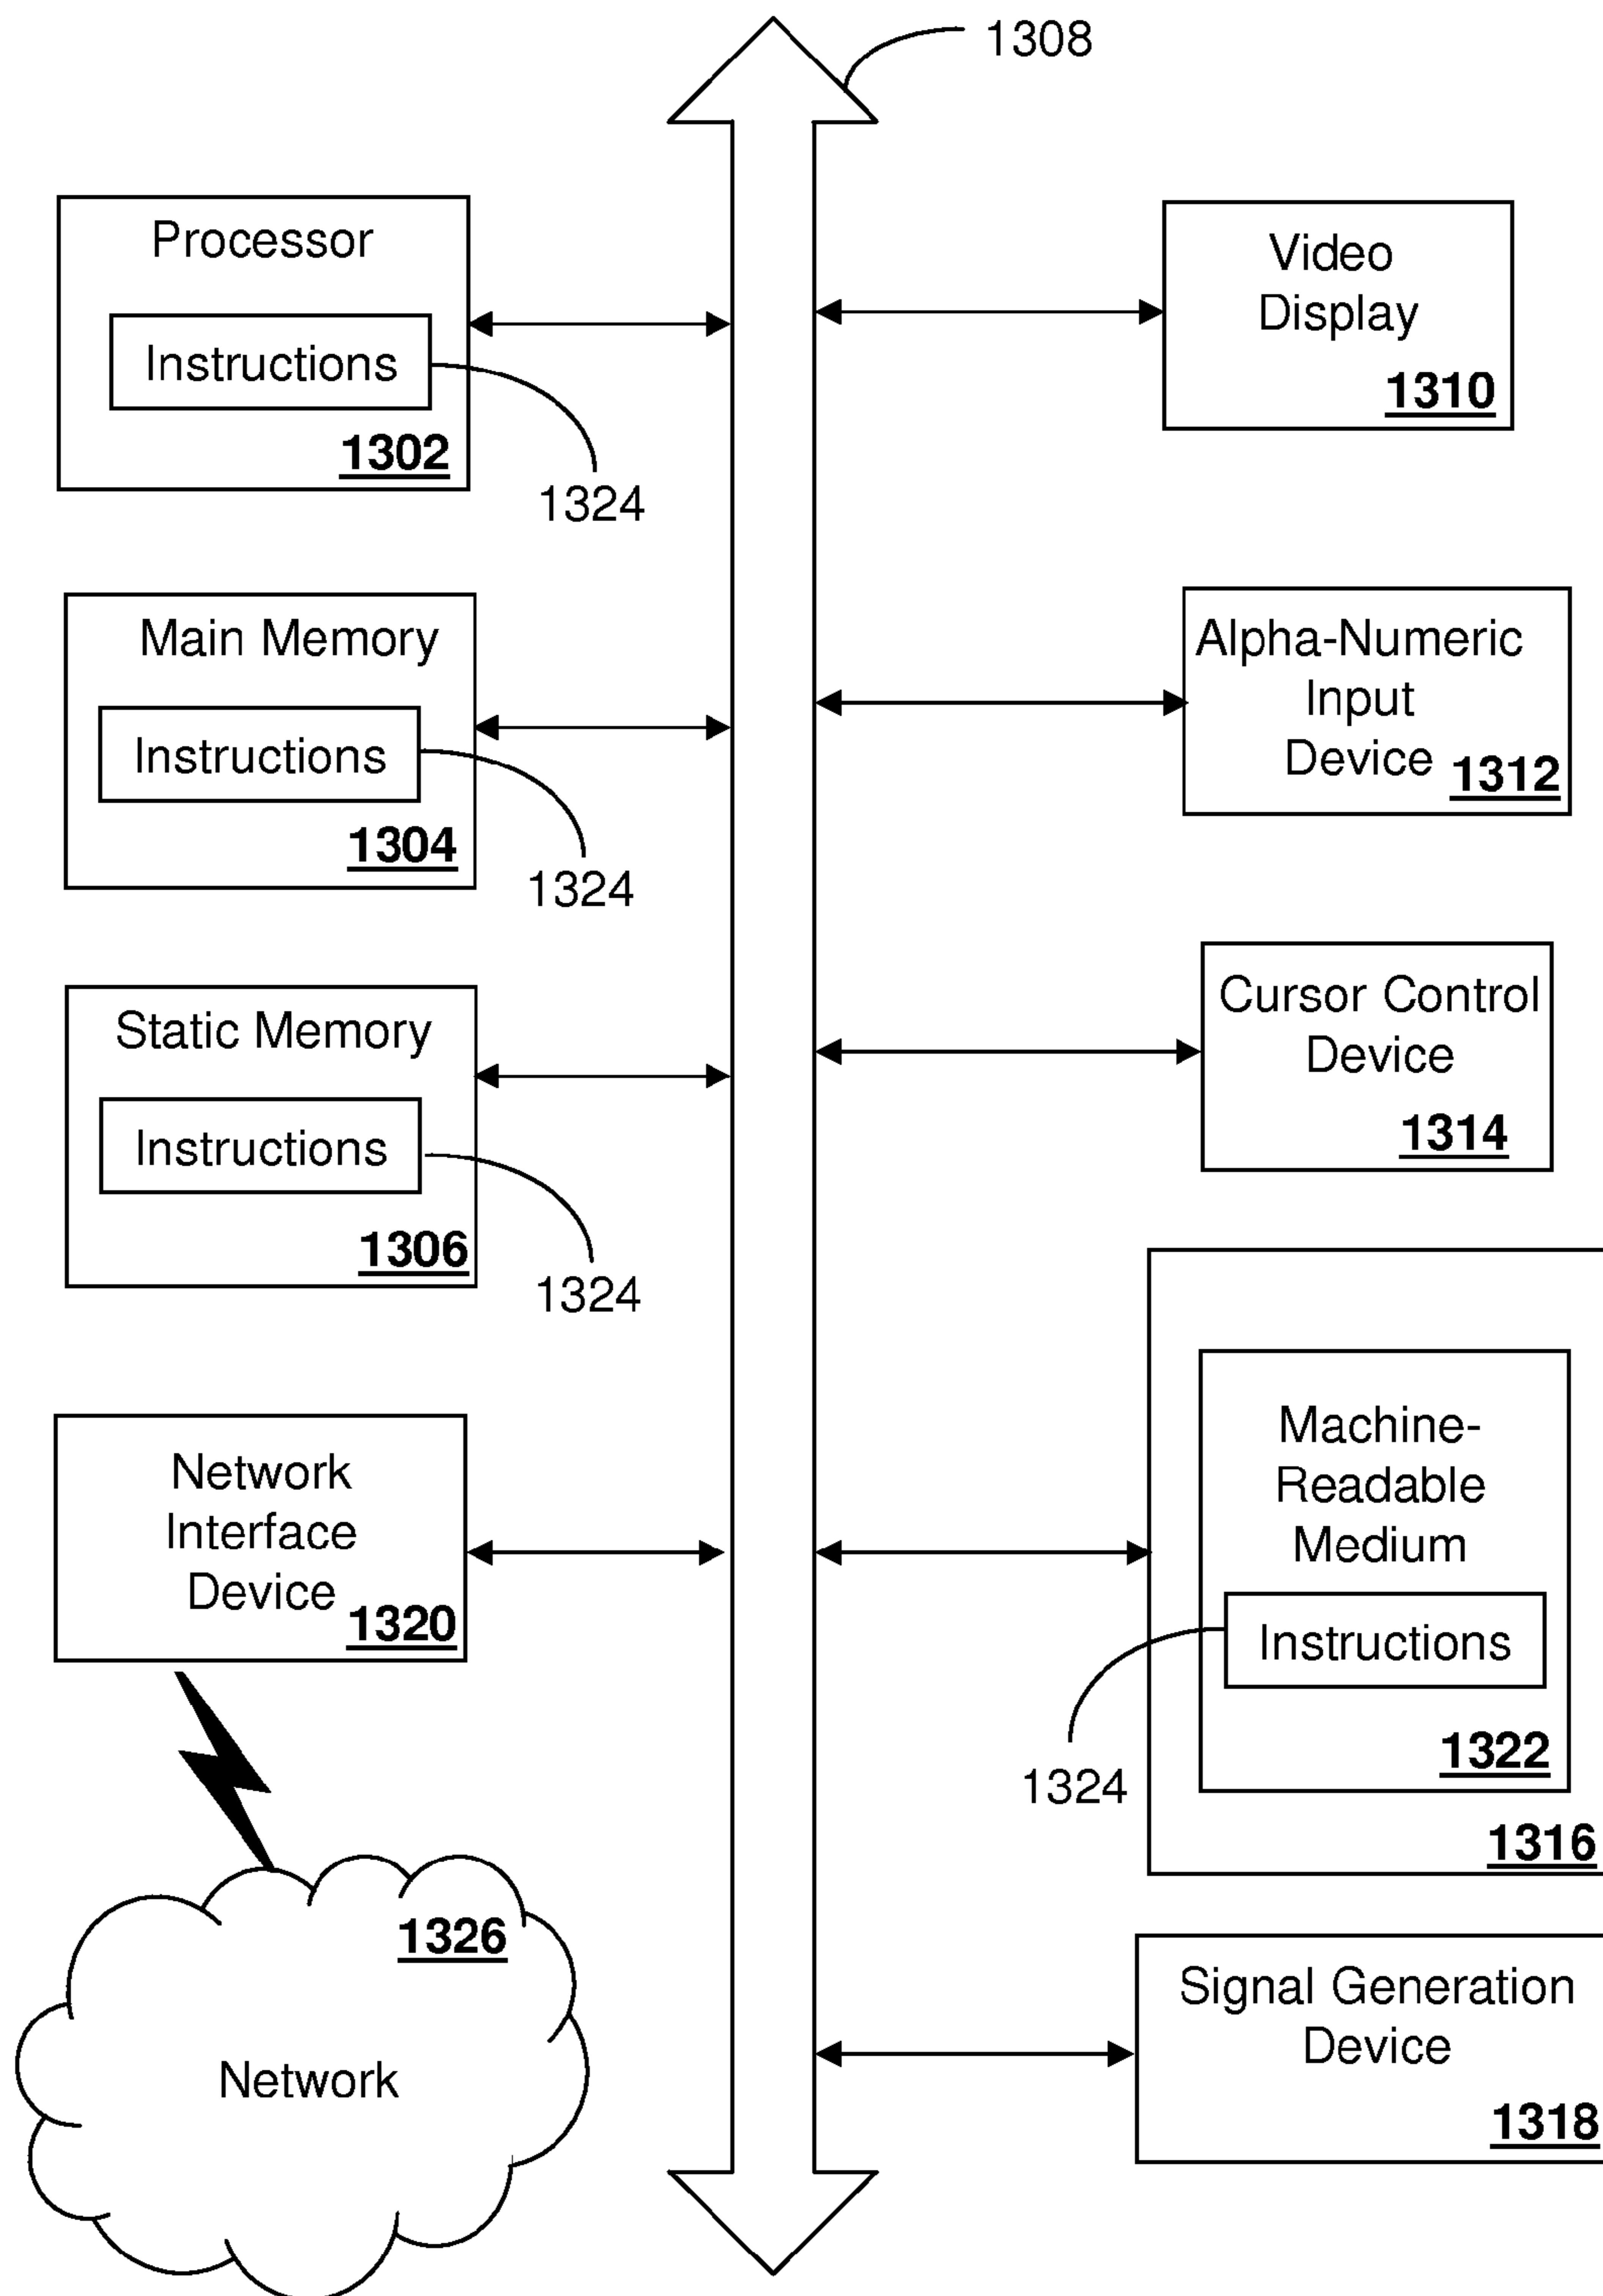 1308
Processor
Instructions
1302
1324
Main Memory
Instructions
1304
1324
Static Memory
Instructions
1306
1324
Network
Interface
Device
1320
1326
Network
Video
Display
1310
Alpha-Numeric
Input
Device 1312
Cursor Control
Device
1314
Machine-
Readable
Medium
Instructions
1322
1324
1316
Signal Generation
Device
1318